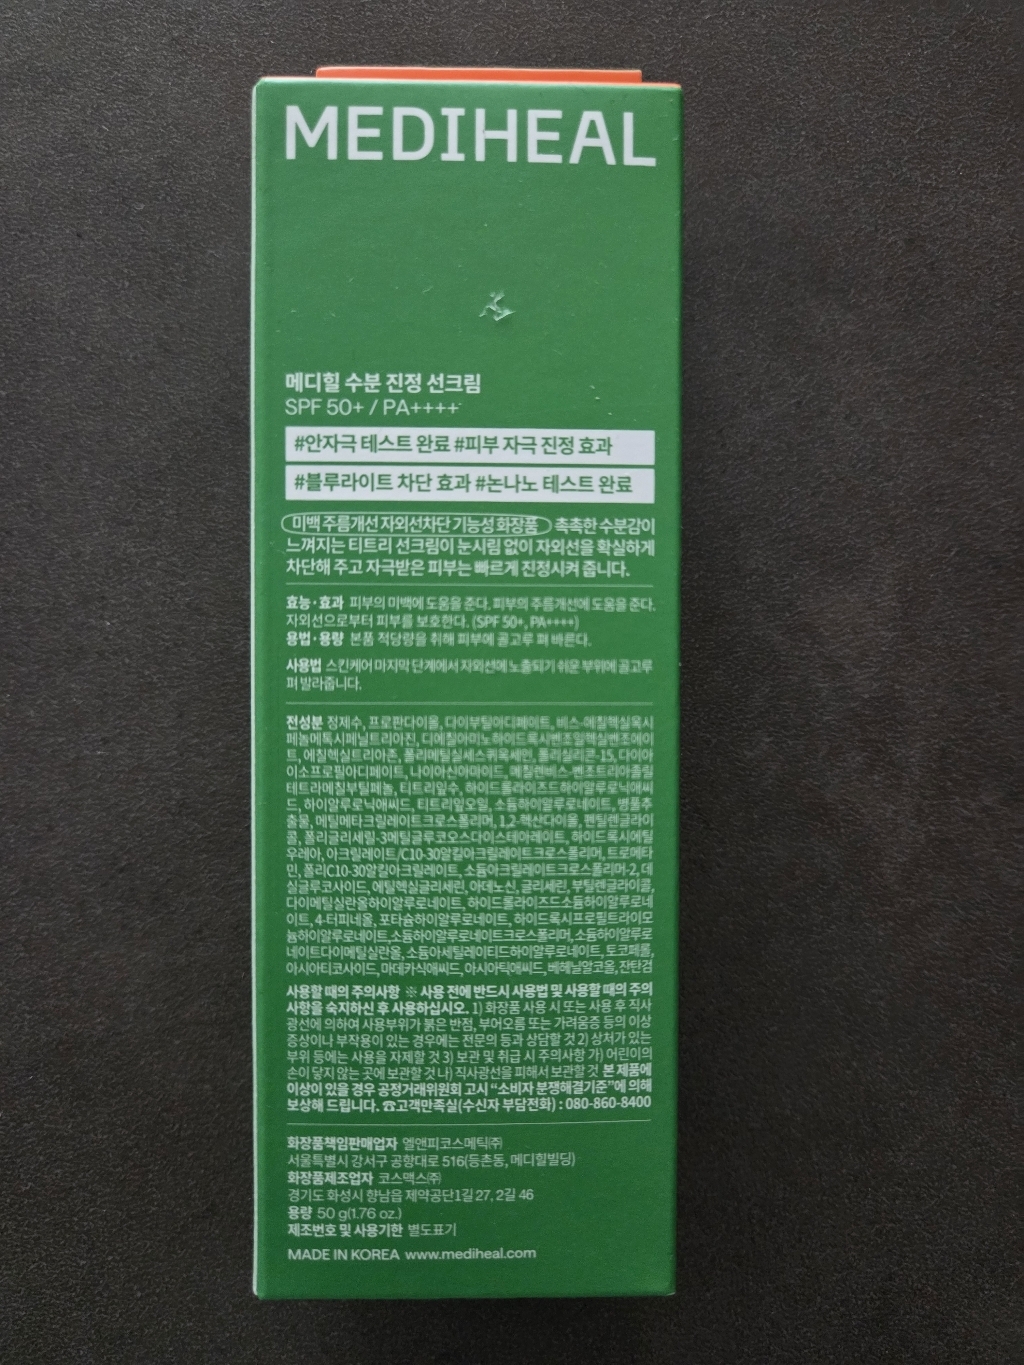 MEDIHEAL
메디힐 수분 진정 선크림
SPF 50+ / PA++++
#안자극 테스트 완료 #피부 자극 진정 효과
#블루라이트 차단 효과 #논나노 테스트 완료
미백 주름개선 자외선차단 기능성 화장품 촉촉한 수분감이
느껴지는 티트리 선크림이 눈시림 없이 자외선을 확실하게
차단해 주고 자극받은 피부는 빠르게 진정시켜 줍니다.
효능·효과 피부의 미백에 도움을 준다. 피부의 주름개선에 도움을 준다.
자외선으로부터 피부를 보호한다. (SPF 50+, PA++++)
용법·용량 본품 적당량을 취해 피부에 골고루 펴 바른다.
사용법 스킨케어 마지막 단계에서 자외선에 노출되기 쉬운 부위에 골고루
펴 발라줍니다.
전성분 정제수, 프로판다이올, 다이부틸아디페이트, 비스-에칠헥실옥시
페놀메톡시페닐트리아진, 디에칠아미노하이드록시벤조일헥실벤조에이
트, 에칠헥실트리아존, 폴리메틸실세스퀴옥세인, 폴리실리콘-15, 다이아
이소프로필아디페이트, 나이아신아마이드, 메칠렌비스-벤조트리아졸릴
테트라메칠부틸페놀, 티트리잎수, 하이드롤라이즈드하이알루로닉애씨
드, 하이알루로닉애씨드, 티트리잎오일, 소듐하이알루로네이트, 병풀추
출물, 메틸메타크릴레이트크로스폴리머, 1,2-헥산다이올, 펜틸렌글라이
콜, 폴리글리세릴-3메틸글루코오스다이스테아레이트, 하이드록시에틸
우레아, 아크릴레이트/C10-30알킬아크릴레이트크로스폴리머, 트로메타
민, 폴리C10-30알킬아크릴레이트, 소듐아크릴레이트크로스폴리머-2, 데
실글루코사이드, 에틸헥실글리세린, 아데노신, 글리세린, 부틸렌글라이콜,
다이메틸실란올하이알루로네이트, 하이드롤라이즈드소듐하이알루로네
이트, 4-터피네올, 포타슘하이알루로네이트, 하이드록시프로필트라이모
늄하이알루로네이트,소듐하이알루로네이트크로스폴리머, 소듐하이알루로
네이트다이메틸실란올, 소듐아세틸레이티드하이알루로네이트, 토코페롤,
아시아티코사이드, 마데카식애씨드, 아시아틱애씨드, 베헤닐알코올, 잔탄검
사용할 때의 주의사항 ※ 사용 전에 반드시 사용법 및 사용할 때의 주의
사항을 숙지하신 후 사용하십시오. 1) 화장품 사용 시 또는 사용 후 직사
광선에 의하여 사용부위가 붉은 반점, 부어오름 또는 가려움증 등의 이상
증상이나 부작용이 있는 경우에는 전문의 등과 상담할 것 2) 상처가 있는
부위 등에는 사용을 자제할 것 3) 보관 및 취급 시 주의사항 가) 어린이의
손이 닿지 않는 곳에 보관할 것 나) 직사광선을 피해서 보관할 것 본 제품에
이상이 있을 경우 공정거래위원회 고시 “소비자 분쟁해결기준”에 의해
보상해 드립니다. ☎고객만족실(수신자 부담전화) : 080-860-8400
화장품책임판매업자 엘앤피코스메틱㈜
서울특별시 강서구 공항대로 516(등촌동, 메디힐빌딩)
화장품제조업자 코스맥스㈜
경기도 화성시 향남읍 제약공단1길 27, 2길 46
용량 50 g(1.76 oz.)
제조번호 및 사용기한 별도표기
MADE IN KOREA www.mediheal.com